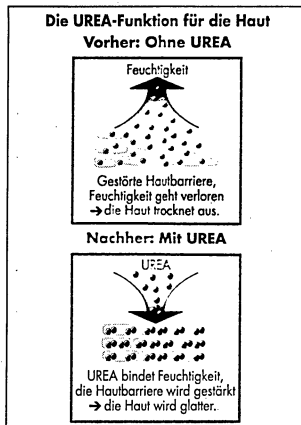 Die UREA-Funktion für die Haut
Vorher: Ohne UREA
Feuchtigkeit
Gestörte Hautbarriere,
Feuchtigkeit geht verloren
→ die Haut trocknet aus.
Nachher: Mit UREA
UREA
UREA bindet Feuchtigkeit,
die Hautbarriere wird gestärkt
→ die Haut wird glatter.